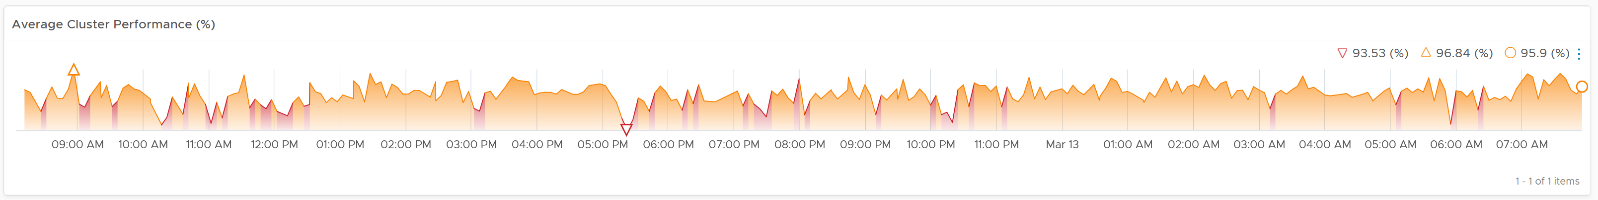 Average Cluster Performance (%)
93.53 (%) 96.84 (%) 95.9 (%)
09:00 AM 10:00 AM 11:00 AM 12:00 PM 01:00 PM 02:00 PM 03:00 PM 04:00 PM 05:00 PM 06:00 PM 07:00 PM 08:00 PM 09:00 PM 10:00 PM 11:00 PM Mar 13 01:00 AM 02:00 AM 03:00 AM 04:00 AM 05:00 AM 06:00 AM 07:00 AM
1 - 1 of 1 items